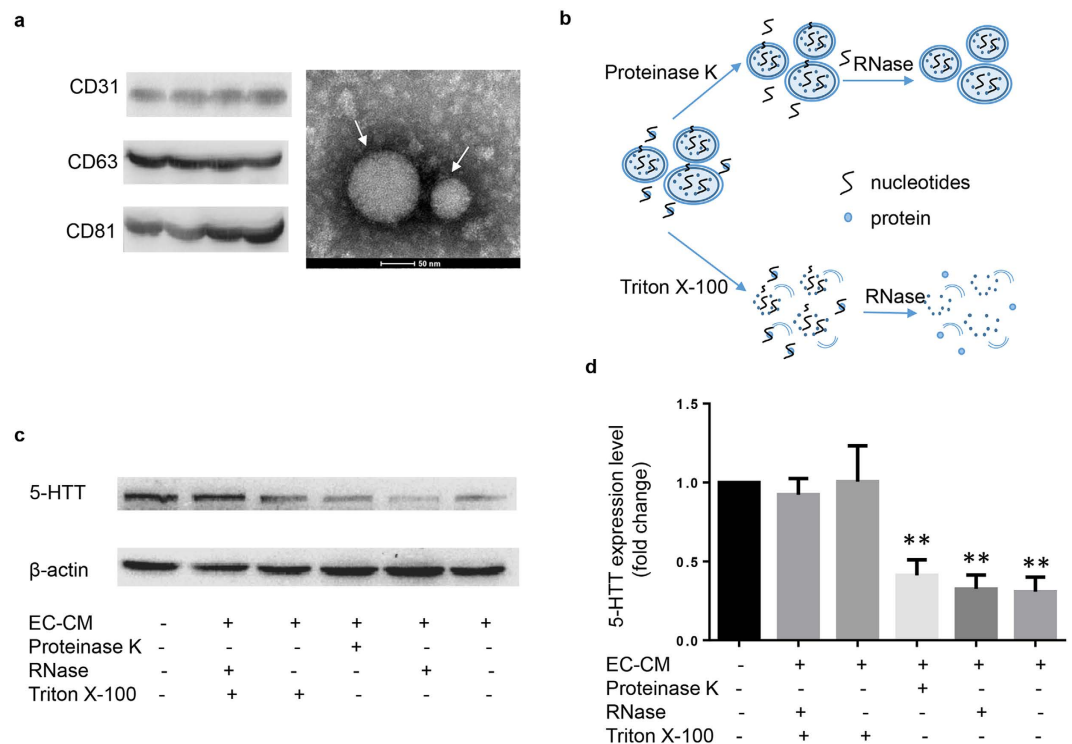 a
CD31
CD63
CD81
50 nm
b
Proteinase K
RNase
nucleotides
protein
Triton X-100
RNase
c
5-HTT
β-actin
EC-CM - + + + + +
Proteinase K - - - + - -
RNase - + - - + -
Triton X-100 - + + - - -
d
5-HTT expression level
(fold change)
1.5
1.0
0.5
0.0
** ** **
EC-CM - + + + + +
Proteinase K - - - + - -
RNase - + - - + -
Triton X-100 - + + - - -